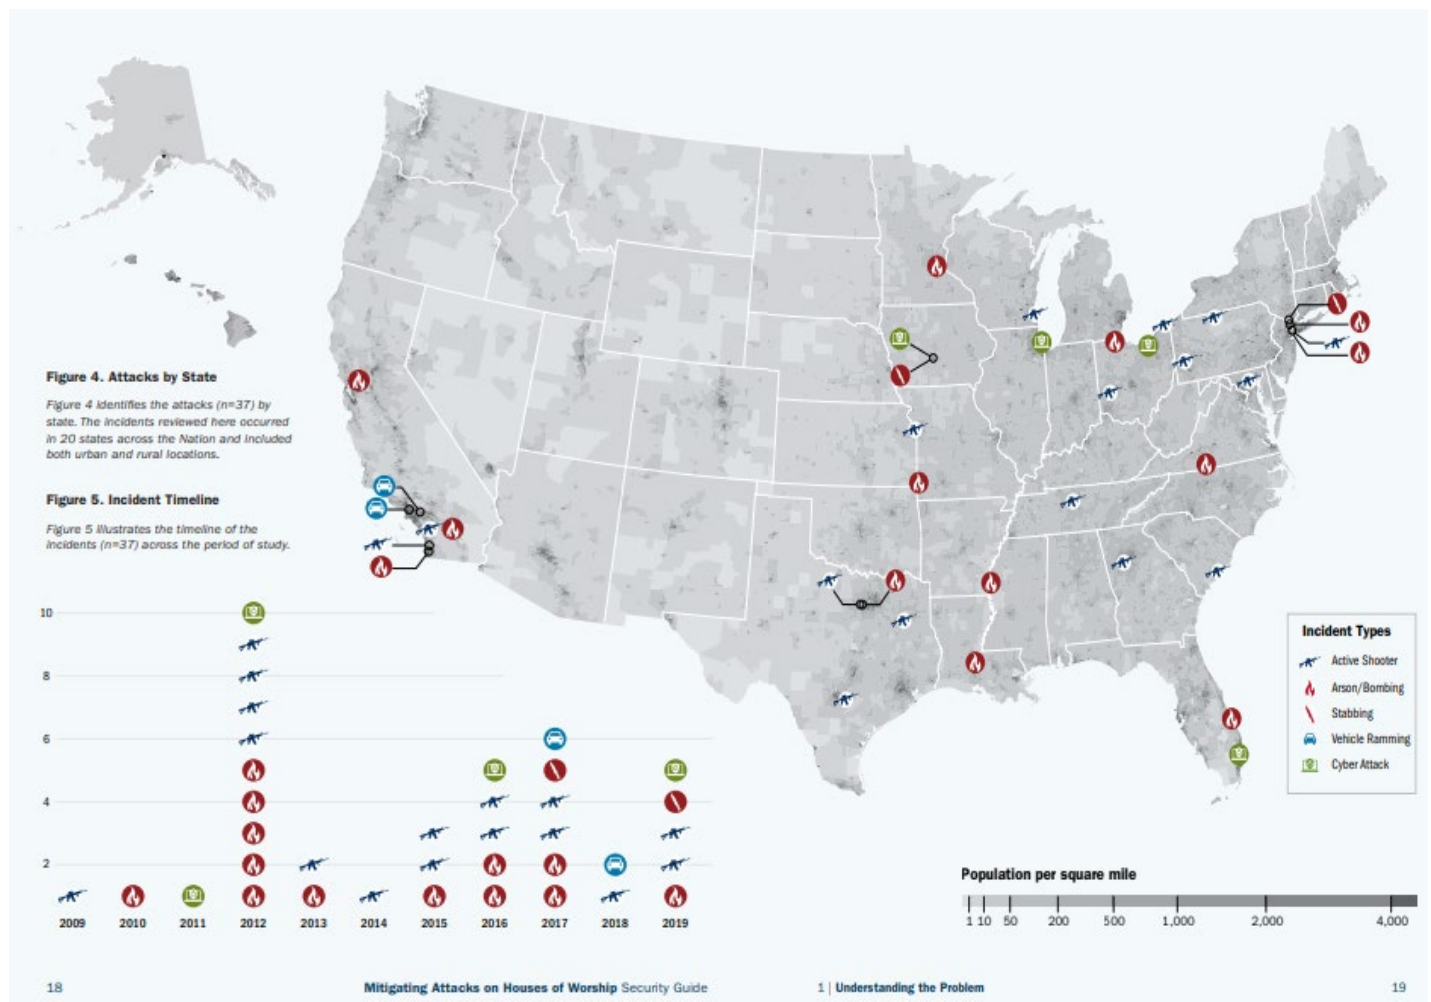 Figure 4. Attacks by State
Figure 4 identifies the attacks (n=37) by
state. The incidents reviewed here occurred
in 20 states across the Nation and included
both urban and rural locations.
Figure 5. Incident Timeline
Figure 5 illustrates the timeline of the
incidents (n=37) across the period of study.
10
8
6
4
2
2009 2010 2011 2012 2013 2014 2015 2016 2017 2018 2019
Incident Types
Active Shooter
Arson/Bombing
Stabbing
Vehicle Ramming
Cyber Attack
Population per square mile
1 10 50 200 500 1,000 2,000 4,000
18 Mitigating Attacks on Houses of Worship Security Guide
1 | Understanding the Problem 19